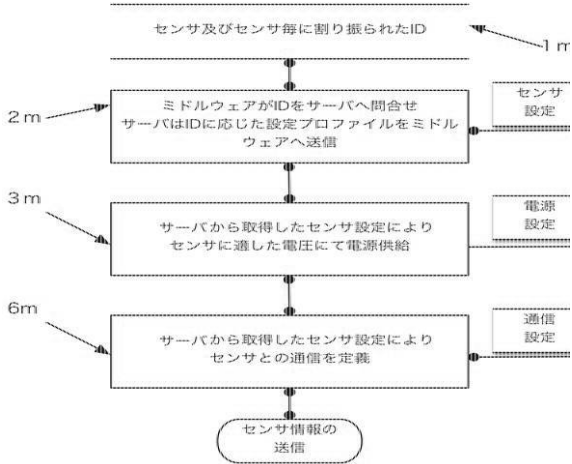 センサ及びセンサ毎に割り振られたID
1 m
2 m
ミドルウェアがIDをサーバへ問合せ
サーバはIDに応じた設定プロファイルをミドル
ウェアへ送信
センサ
設定
3 m
サーバから取得したセンサ設定により
センサに適した電圧にて電源供給
電源
設定
6m
サーバから取得したセンサ設定により
センサとの通信を定義
通信
設定
センサ情報の
送信